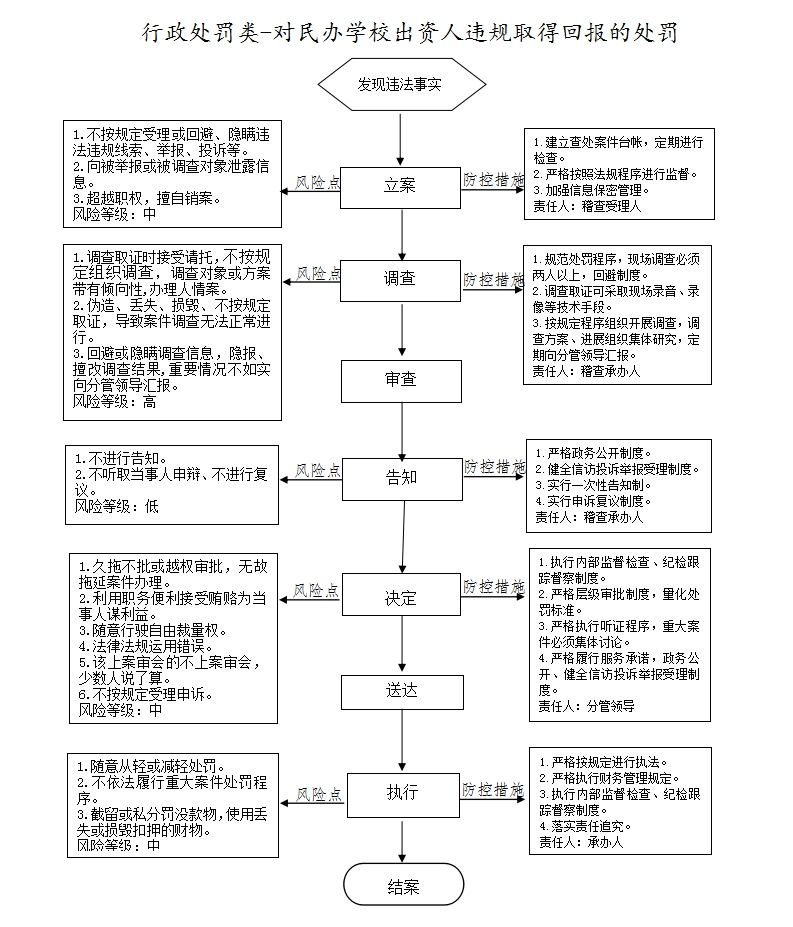 行政处罚类-对民办学校出资人违规取得回报的处罚
发现违法事实
1.不按规定受理或回避、隐瞒违
法违规线索、举报、投诉等。
2.向被举报或被调查对象泄露信
息。
3.超越职权，擅自销案。
风险等级：中
风险点
立案
防控措施
1.建立查处案件台帐，定期进行
检查。
2.严格按照法规程序进行监督。
3.加强信息保密管理。
责任人：稽查受理人
1.调查取证时接受请托，不按规
定组织调查，调查对象或方案
带有倾向性,办理人情案。
2.伪造、丢失、损毁、不按规定
取证，导致案件调查无法正常进
行。
3.回避或隐瞒调查信息，隐报、
擅改调查结果,重要情况不如实
向分管领导汇报。
风险等级：高
风险点
调查
防控措施
1.规范处罚程序，现场调查必须
两人以上，回避制度。
2.调查取证可采取现场录音、录
像等技术手段。
3.按规定程序组织开展调查，调
查方案、进展组织集体研究，定
期向分管领导汇报。
责任人：稽查承办人
审查
1.不进行告知。
2.不听取当事人申辩、不进行复
议。
风险等级：低
风险点
告知
防控措施
1.严格政务公开制度。
2.健全信访投诉举报受理制度。
3.实行一次性告知制。
4.实行申诉复议制度。
责任人：稽查承办人
1.久拖不批或越权审批，无故
拖延案件办理。
2.利用职务便利接受贿赂为当
事人谋利益。
3.随意行驶自由裁量权。
4.法律法规运用错误。
5.该上案审会的不上案审会，
少数人说了算。
6.不按规定受理申诉。
风险等级：中
风险点
决定
防控措施
1.执行内部监督检查、纪检跟
踪督察制度。
2.严格层级审批制度，量化处
罚标准。
3.严格执行听证程序，重大案
件必须集体讨论。
4.严格履行服务承诺，政务公
开、健全信访投诉举报受理制
度。
责任人：分管领导
送达
1.随意从轻或减轻处罚。
2.不依法履行重大案件处罚程
序。
3.截留或私分罚没款物,使用丢
失或损毁扣押的财物。
风险等级：中
风险点
执行
防控措施
1.严格按规定进行执法。
2.严格执行财务管理规定。
3.执行内部监督检查、纪检跟
踪督察制度。
4.落实责任追究。
责任人：承办人
结案